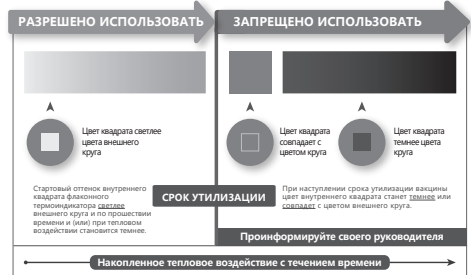 РАЗРЕШЕНО ИСПОЛЬЗОВАТЬ
ЗАПРЕЩЕНО ИСПОЛЬЗОВАТЬ
Цвет квадрата светлее
цвета внешнего
круга
Цвет квадрата
совпадает с
цветом круга
Цвет квадрата
темнее цвета
круга
Стартовый оттенок внутреннего
квадрата флаконного
термоиндикатора светлее
внешнего круга и по прошествии
времени и (или) при тепловом
воздействии становится темнее.
СРОК УТИЛИЗАЦИИ
При наступлении срока утилизации вакцины
цвет внутреннего квадрата станет темнее или
совпадет с цветом внешнего круга.
Проинформируйте своего руководителя
Накопленное тепловое воздействие с течением времени